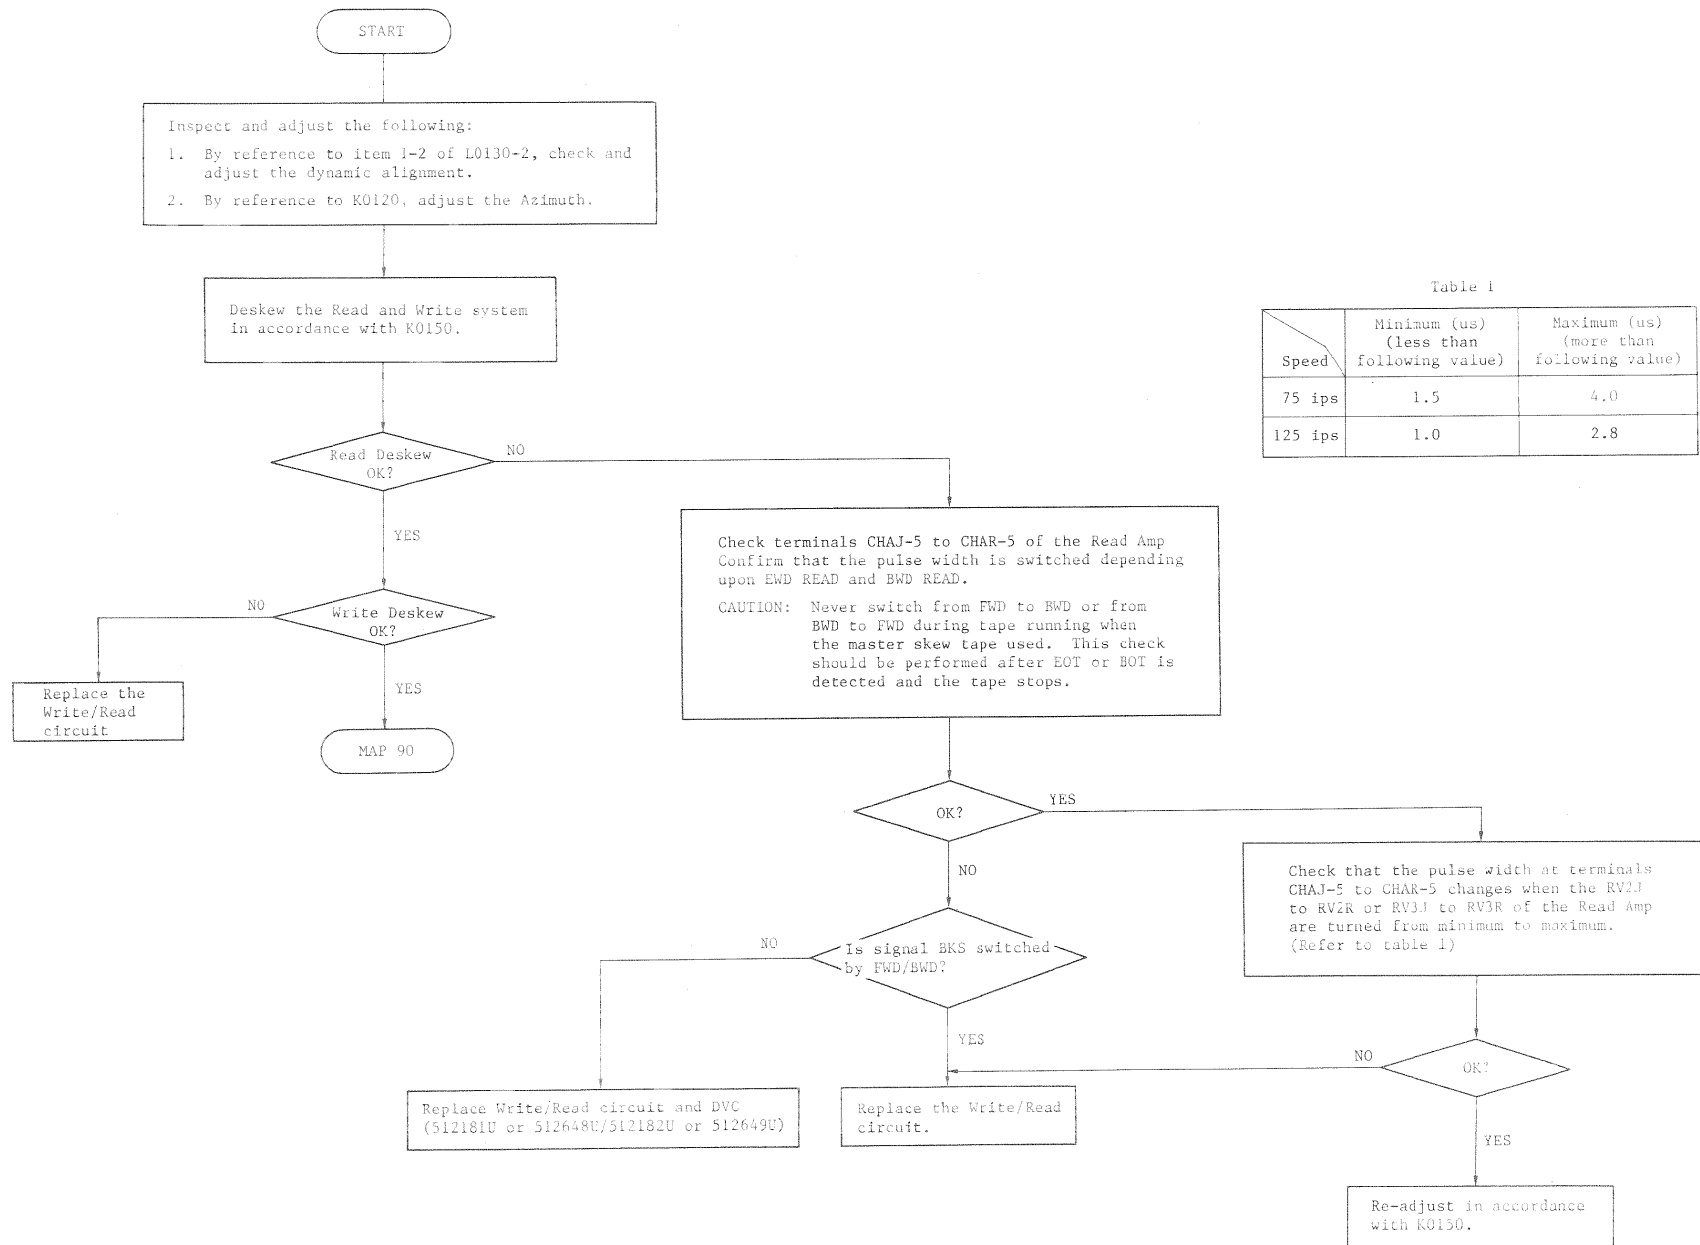 START
Inspect and adjust the following:
1. By reference to item I-2 of L0130-2, check and
adjust the dynamic alignment.
2. By reference to K0120, adjust the Azimuth.
Deskew the Read and Write system
in accordance with K0150.
Table 1
Speed
Minimum (us)
(less than
following value)
Maximum (us)
(more than
following value)
75 ips 1.5 4.0
125 ips 1.0 2.8
Read Deskew
OK?
NO
YES
Check terminals CHAJ-5 to CHAR-5 of the Read Amp
Confirm that the pulse width is switched depending
upon EWD READ and BWD READ.
CAUTION: Never switch from FWD to BWD or from
BWD to FWD during tape running when
the master skew tape used. This check
should be performed after EOT or BOT is
detected and the tape stops.
Write Deskew
OK?
NO
YES
Replace the
Write/Read
circuit
MAP 90
OK?
YES
NO
Check that the pulse width at terminals
CHAJ-5 to CHAR-5 changes when the RV2J
to RV2R or RV3J to RV3R of the Read Amp
are turned from minimum to maximum.
(Refer to table 1)
Is signal BKS switched
by FWD/BWD?
NO
YES
OK?
NO
YES
Replace Write/Read circuit and DVC
(512181U or 512648U/512182U or 512649U)
Replace the Write/Read
circuit.
Re-adjust in accordance
with K0150.